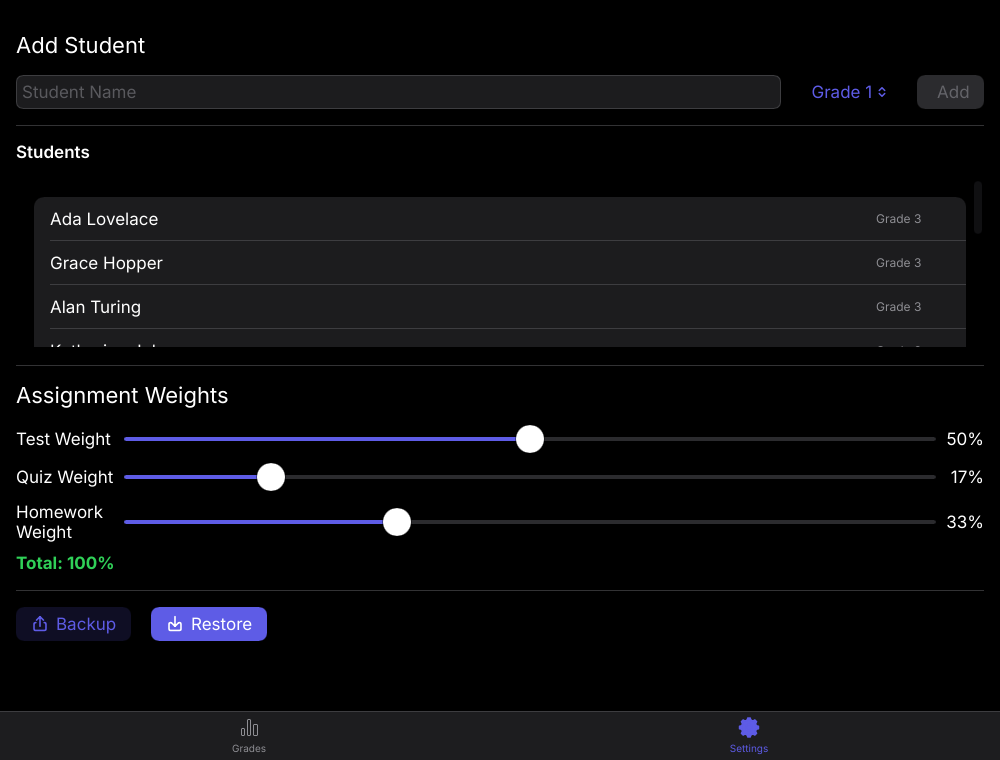 Add Student
Student Name
Grade 1
Add
Students
Ada Lovelace Grade 3
Grace Hopper Grade 3
Alan Turing Grade 3
Assignment Weights
Test Weight 50%
Quiz Weight 17%
Homework
Weight 33%
Total: 100%
Backup
Restore
Grades
Settings